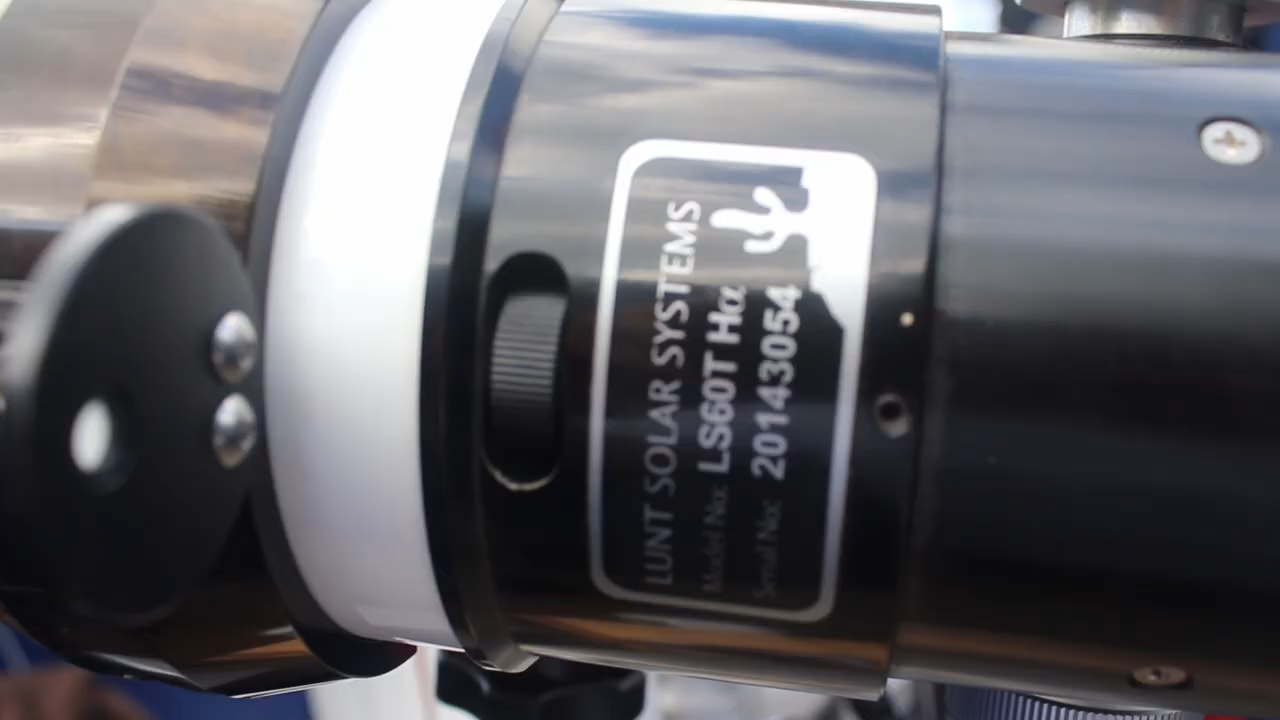 LUNT SOLAR SYSTEMS
Model No: LS60T Hα
Serial No: 20143054